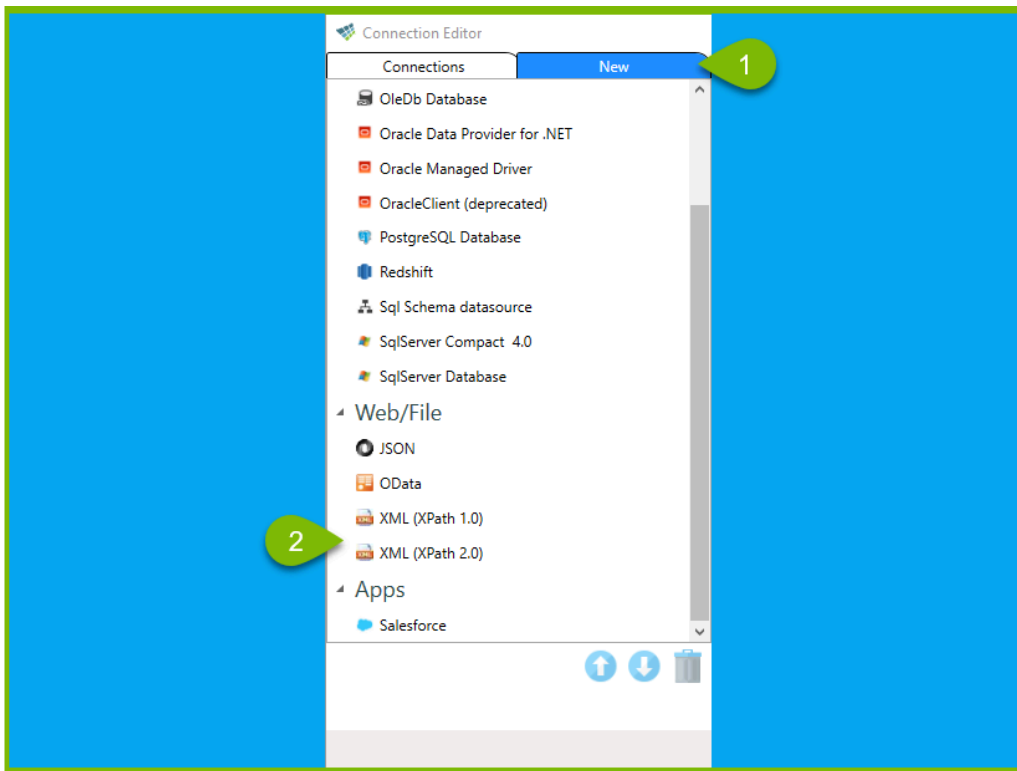 Connection Editor
Connections
New
1
OleDb Database
Oracle Data Provider for .NET
Oracle Managed Driver
OracleClient (deprecated)
PostgreSQL Database
Redshift
Sql Schema datasource
SqlServer Compact  4.0
SqlServer Database
Web/File
JSON
OData
XML (XPath 1.0)
2
XML (XPath 2.0)
Apps
Salesforce